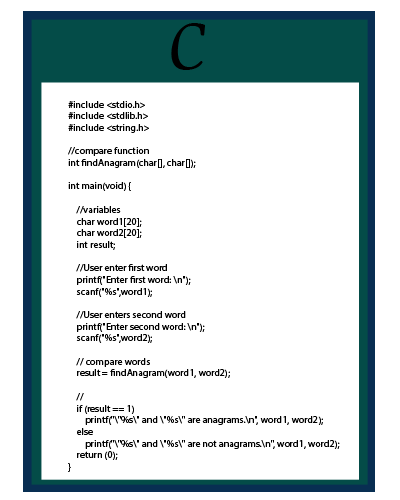 C
#include <stdio.h>
#include <stdlib.h>
#include <string.h>
//compare function
int findAnagram(char[], char[]);
int main(void) {
//variables
char word1[20];
char word2[20];
int result;
//User enter first word
printf("Enter first word: \n");
scanf("%s",word1);
//User enters second word
printf("Enter second word: \n");
scanf("%s",word2);
// compare words
result = findAnagram(word1, word2);
//
if (result == 1)
printf("\"%s\" and \"%s\" are anagrams.\n", word1, word2);
else
printf("\"%s\" and \"%s\" are not anagrams.\n", word1, word2);
return (0);
}